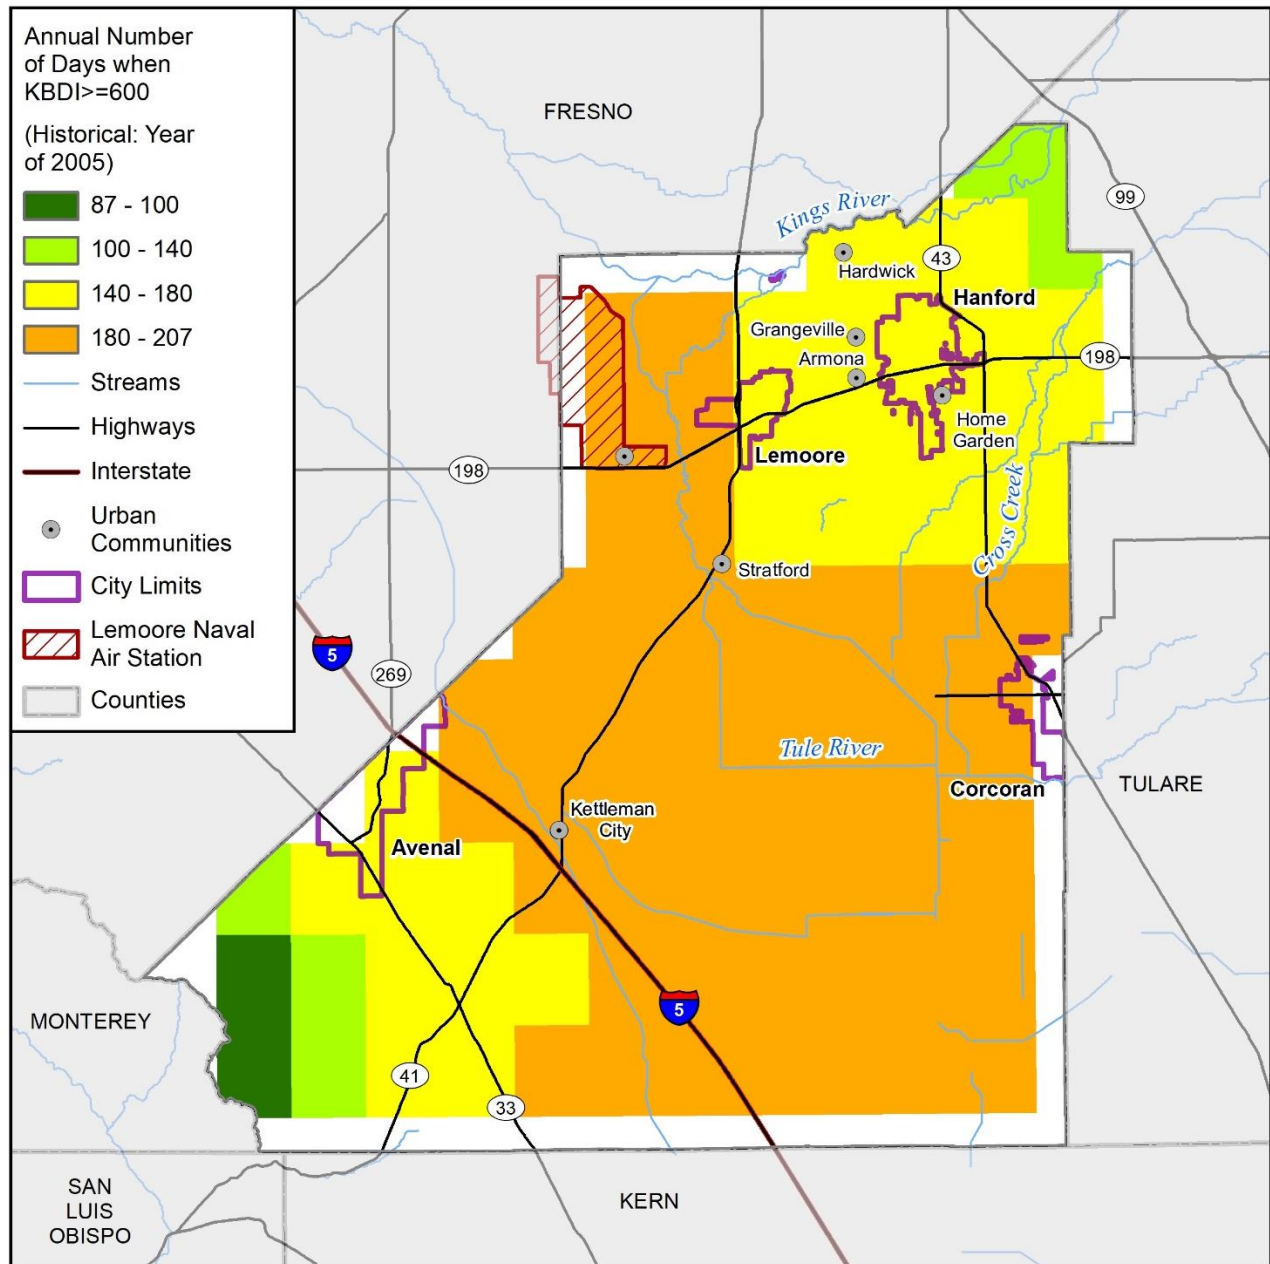 Annual Number
of Days when
KBDI>=600
(Historical: Year
of 2005)
87 - 100
100 - 140
140 - 180
180 - 207
Streams
Highways
Interstate
Urban
Communities
City Limits
Lemoore Naval
Air Station
Counties
FRESNO
Kings River
99
Hardwick
43
Hanford
Grangeville
Armona
198
Home
Garden
Lemoore
198
Cross Creek
Stratford
5
269
Tule River
Corcoran
TULARE
Kettleman
City
Avenal
5
MONTEREY
41
33
SAN
LUIS
OBISPO
KERN